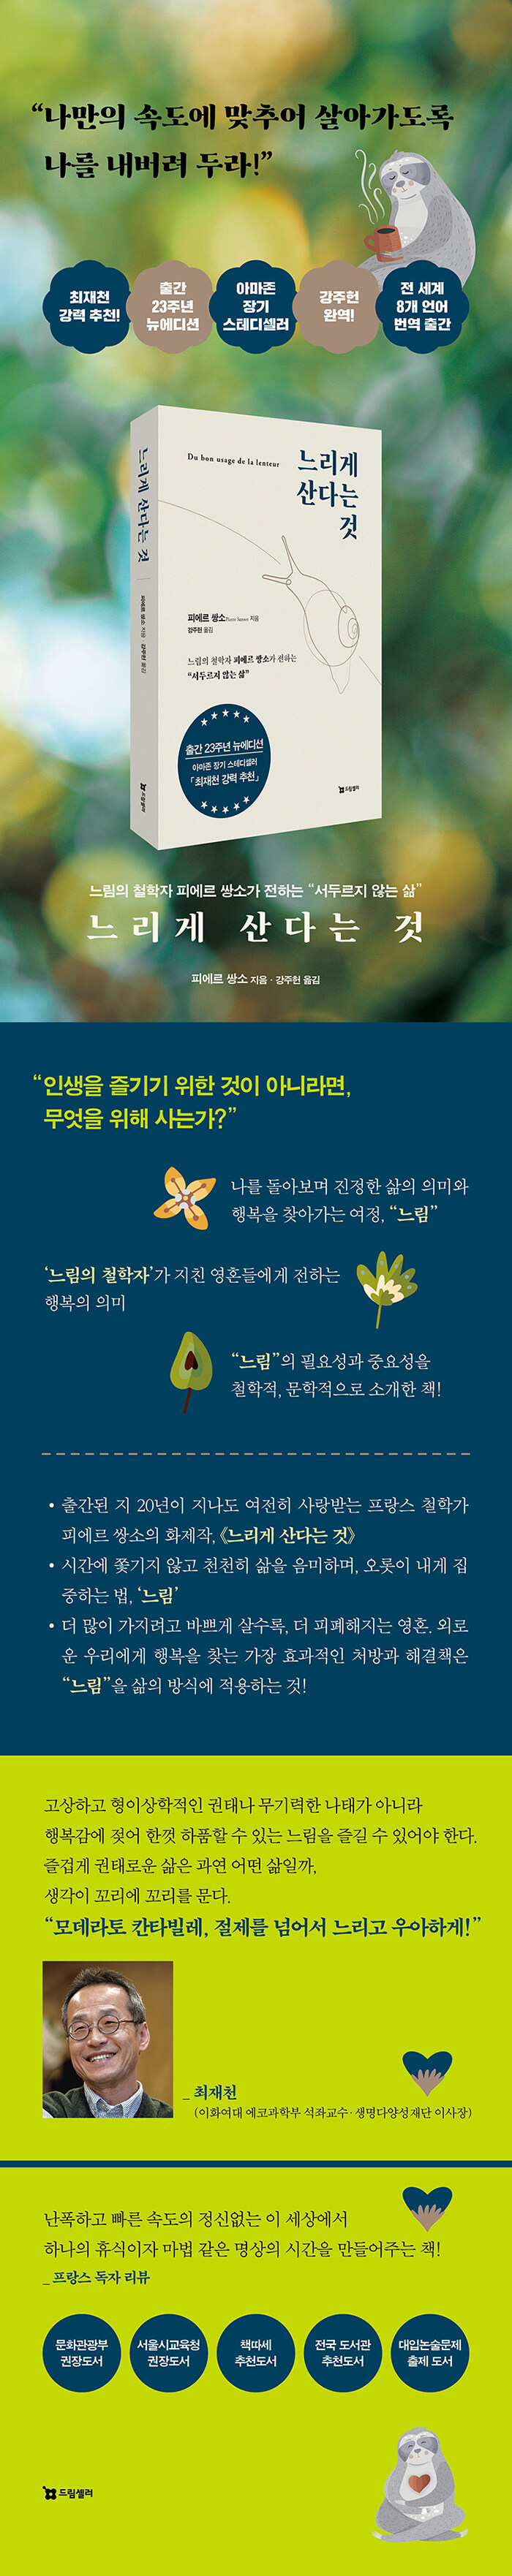 “나만의 속도에 맞추어 살아가도록
나를 내버려 두라!”
최재천
강력 추천!
출간
23주년
뉴에디션
아마존
장기
스테디셀러
강주헌
완역!
전 세계
8개 언어
번역 출간
느리게 산다는 것
피에르 쌍소 지음
강주헌 옮김
드림셀러
Du bon usage de la lenteur
느리게
산다는
것
피에르 쌍소 Pierre Sansot 지음
강주헌 옮김
느림의 철학자 피에르 쌍소가 전하는
“서두르지 않는 삶”
출간 23주년 뉴에디션
아마존 장기 스테디셀러
「최재천 강력 추천」
드림셀러
느림의 철학자 피에르 쌍소가 전하는 “서두르지 않는 삶”
느리게 산다는 것
피에르 쌍소 지음 · 강주헌 옮김
“인생을 즐기기 위한 것이 아니라면,
무엇을 위해 사는가?”
나를 돌아보며 진정한 삶의 의미와
행복을 찾아가는 여정, “느림”
‘느림의 철학자’가 지친 영혼들에게 전하는
행복의 의미
“느림”의 필요성과 중요성을
철학적, 문학적으로 소개한 책!
• 출간된 지 20년이 지나도 여전히 사랑받는 프랑스 철학가
피에르 쌍소의 화제작, 《느리게 산다는 것》
• 시간에 쫓기지 않고 천천히 삶을 음미하며, 오롯이 내게 집
중하는 법, ‘느림’
• 더 많이 가지려고 바쁘게 살수록, 더 피폐해지는 영혼. 외로
운 우리에게 행복을 찾는 가장 효과적인 처방과 해결책은
“느림”을 삶의 방식에 적용하는 것!
고상하고 형이상학적인 권태나 무기력한 나태가 아니라
행복감에 젖어 한껏 하품할 수 있는 느림을 즐길 수 있어야 한다.
즐겁게 권태로운 삶은 과연 어떤 삶일까,
생각이 꼬리에 꼬리를 문다.
“모데라토 칸타빌레, 절제를 넘어서 느리고 우아하게!”
_ 최재천
(이화여대 에코과학부 석좌교수 · 생명다양성재단 이사장)
난폭하고 빠른 속도의 정신없는 이 세상에서
하나의 휴식이자 마법 같은 명상의 시간을 만들어주는 책!
_ 프랑스 독자 리뷰
문화관광부
권장도서
서울시교육청
권장도서
책따세
추천도서
전국 도서관
추천도서
대입논술문제
출제 도서
드림셀러